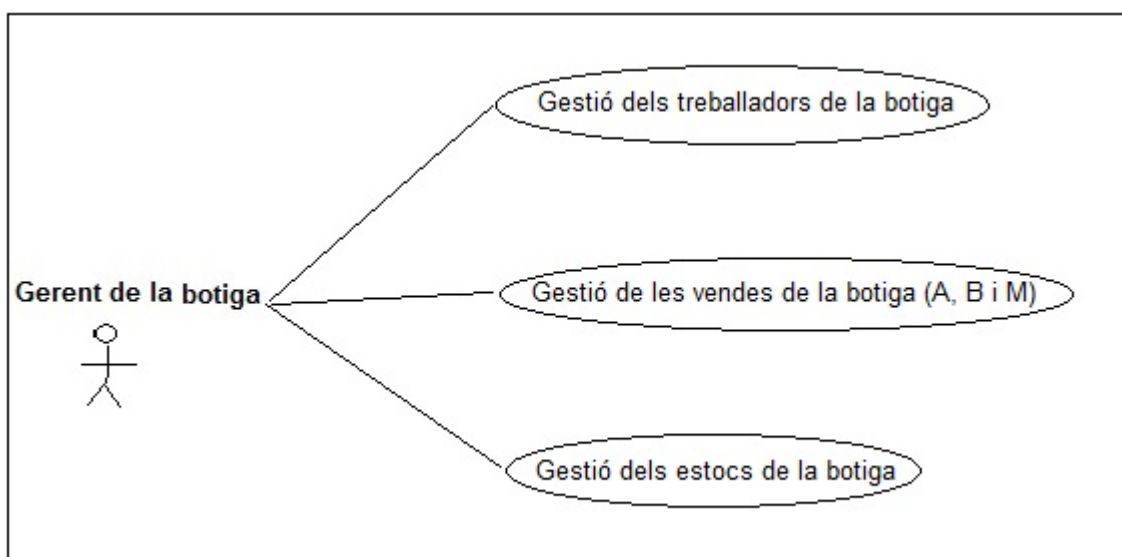 Gestió dels treballadors de la botiga
Gerent de la botiga
Gestió de les vendes de la botiga (A, B i M)
Gestió dels estocs de la botiga